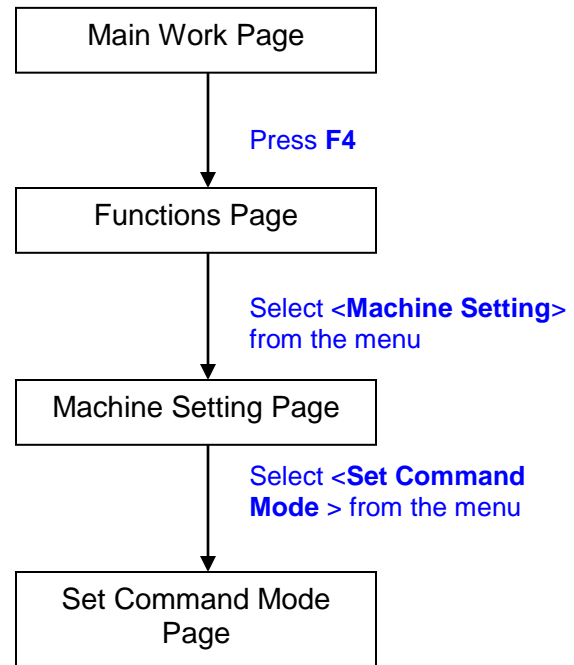 Main Work Page
Press F4
Functions Page
Select <Machine Setting>
from the menu
Machine Setting Page
Select <Set Command
Mode > from the menu
Set Command Mode
Page